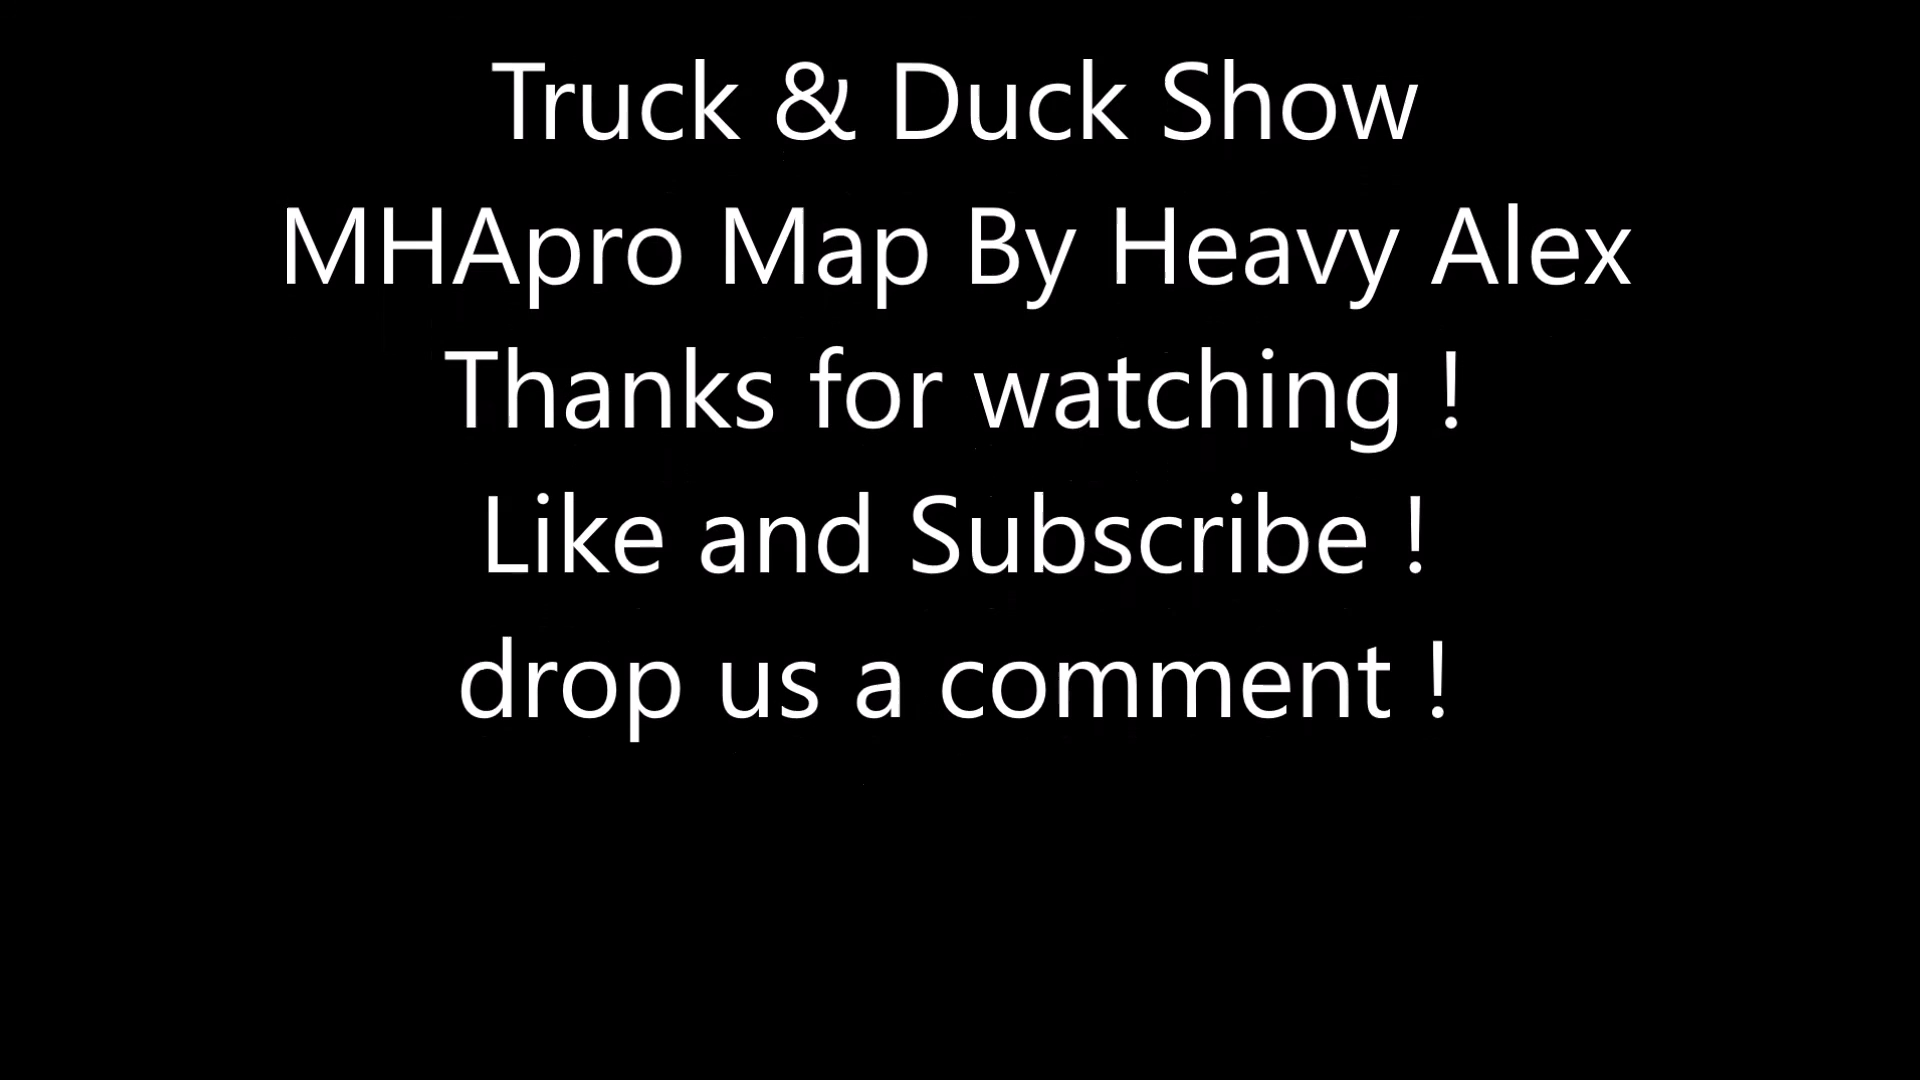 Truck & Duck Show
MHApro Map By Heavy Alex
Thanks for watching !
Like and Subscribe !
drop us a comment !